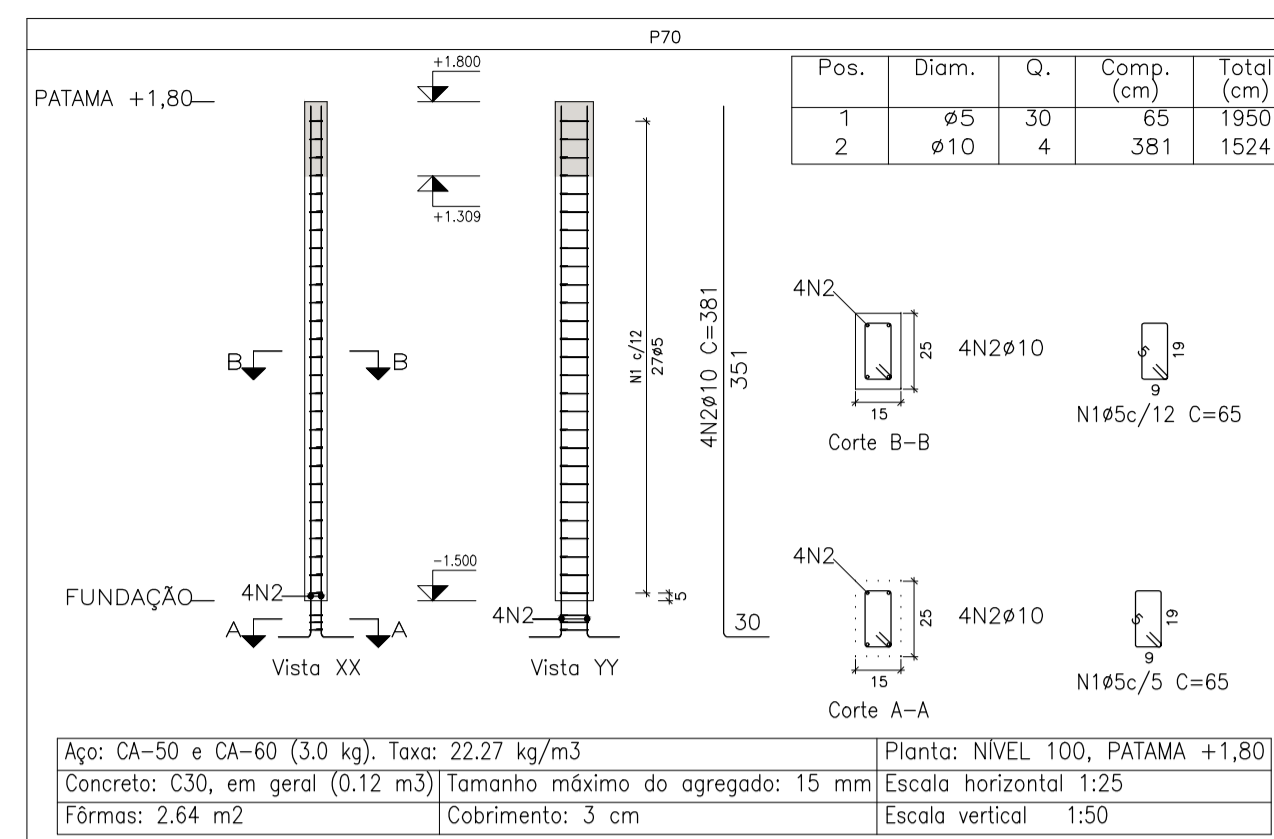 P70
PATAMA +1,80
+1.800
+1.309
Pos. Diam. Q. Comp. (cm) Total (cm)
1 ø5 30 65 1950
2 ø10 4 381 1524
B B
N1 c/12
27ø5
4N2ø10 C=381
351
4N2
25
15
4N2ø10
Corte B-B
5
19
9
N1ø5c/12 C=65
FUNDAÇÃO
4N2
-1.500
4N2
5
30
A A
Vista XX
Vista YY
4N2
25
15
4N2ø10
Corte A-A
5
19
9
N1ø5c/5 C=65
Aço: CA-50 e CA-60 (3.0 kg). Taxa: 22.27 kg/m3
Planta: NÍVEL 100, PATAMA +1,80
Concreto: C30, em geral (0.12 m3)
Tamanho máximo do agregado: 15 mm
Escala horizontal 1:25
Fôrmas: 2.64 m2
Cobrimento: 3 cm
Escala vertical 1:50